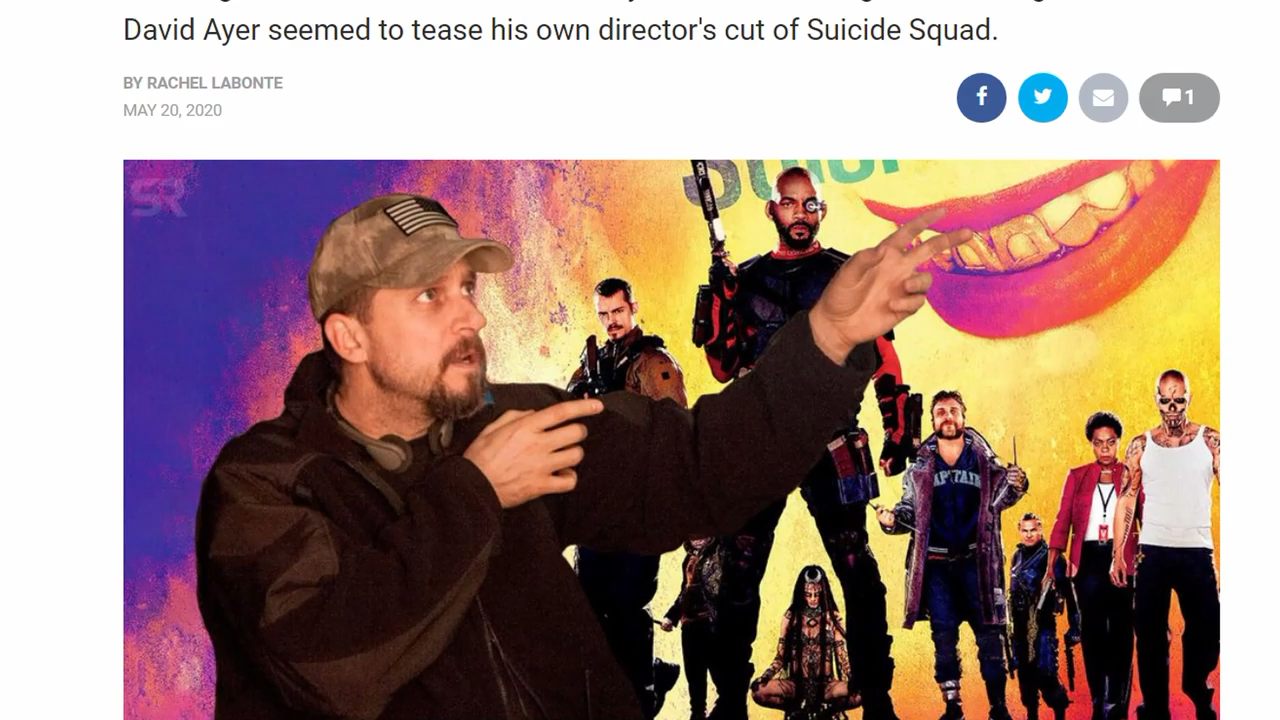 David Ayer seemed to tease his own director's cut of Suicide Squad.
BY RACHEL LABONTE
MAY 20, 2020
1
SR
APTAIN